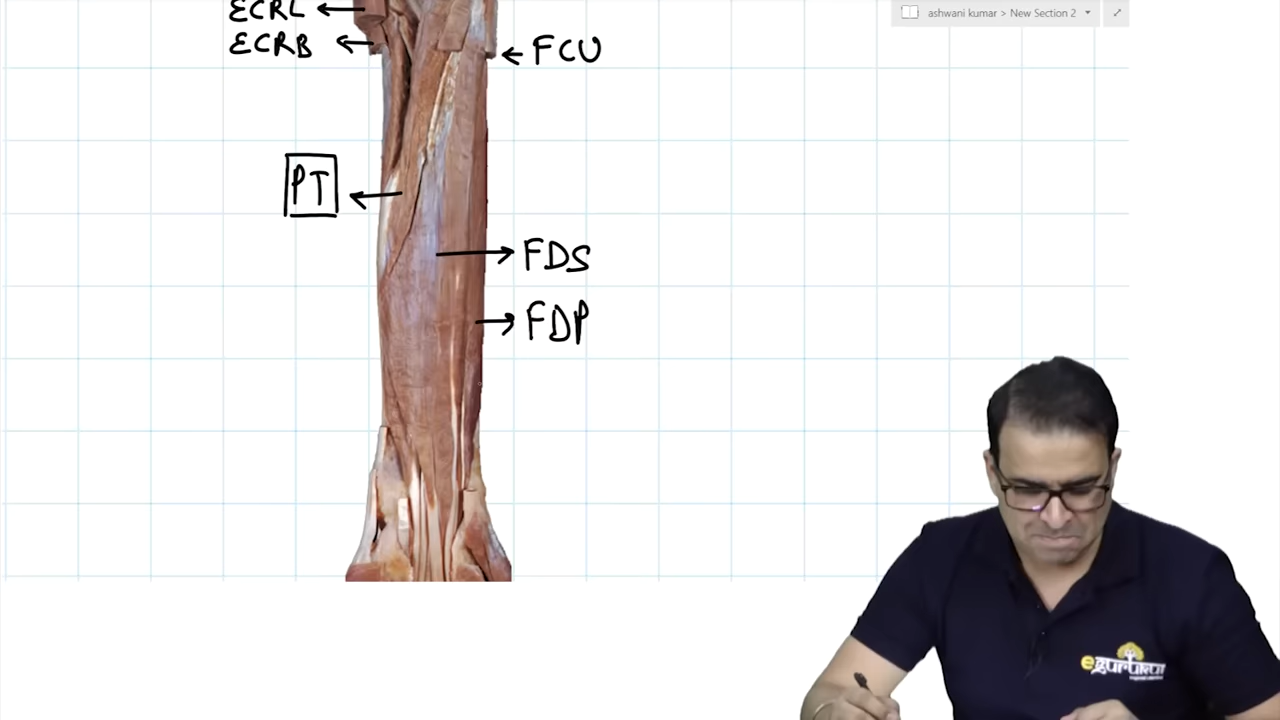 ECRL
ashwani kumar > New Section 2
ECRB
FCU
PT
FDS
FDP
egurukul